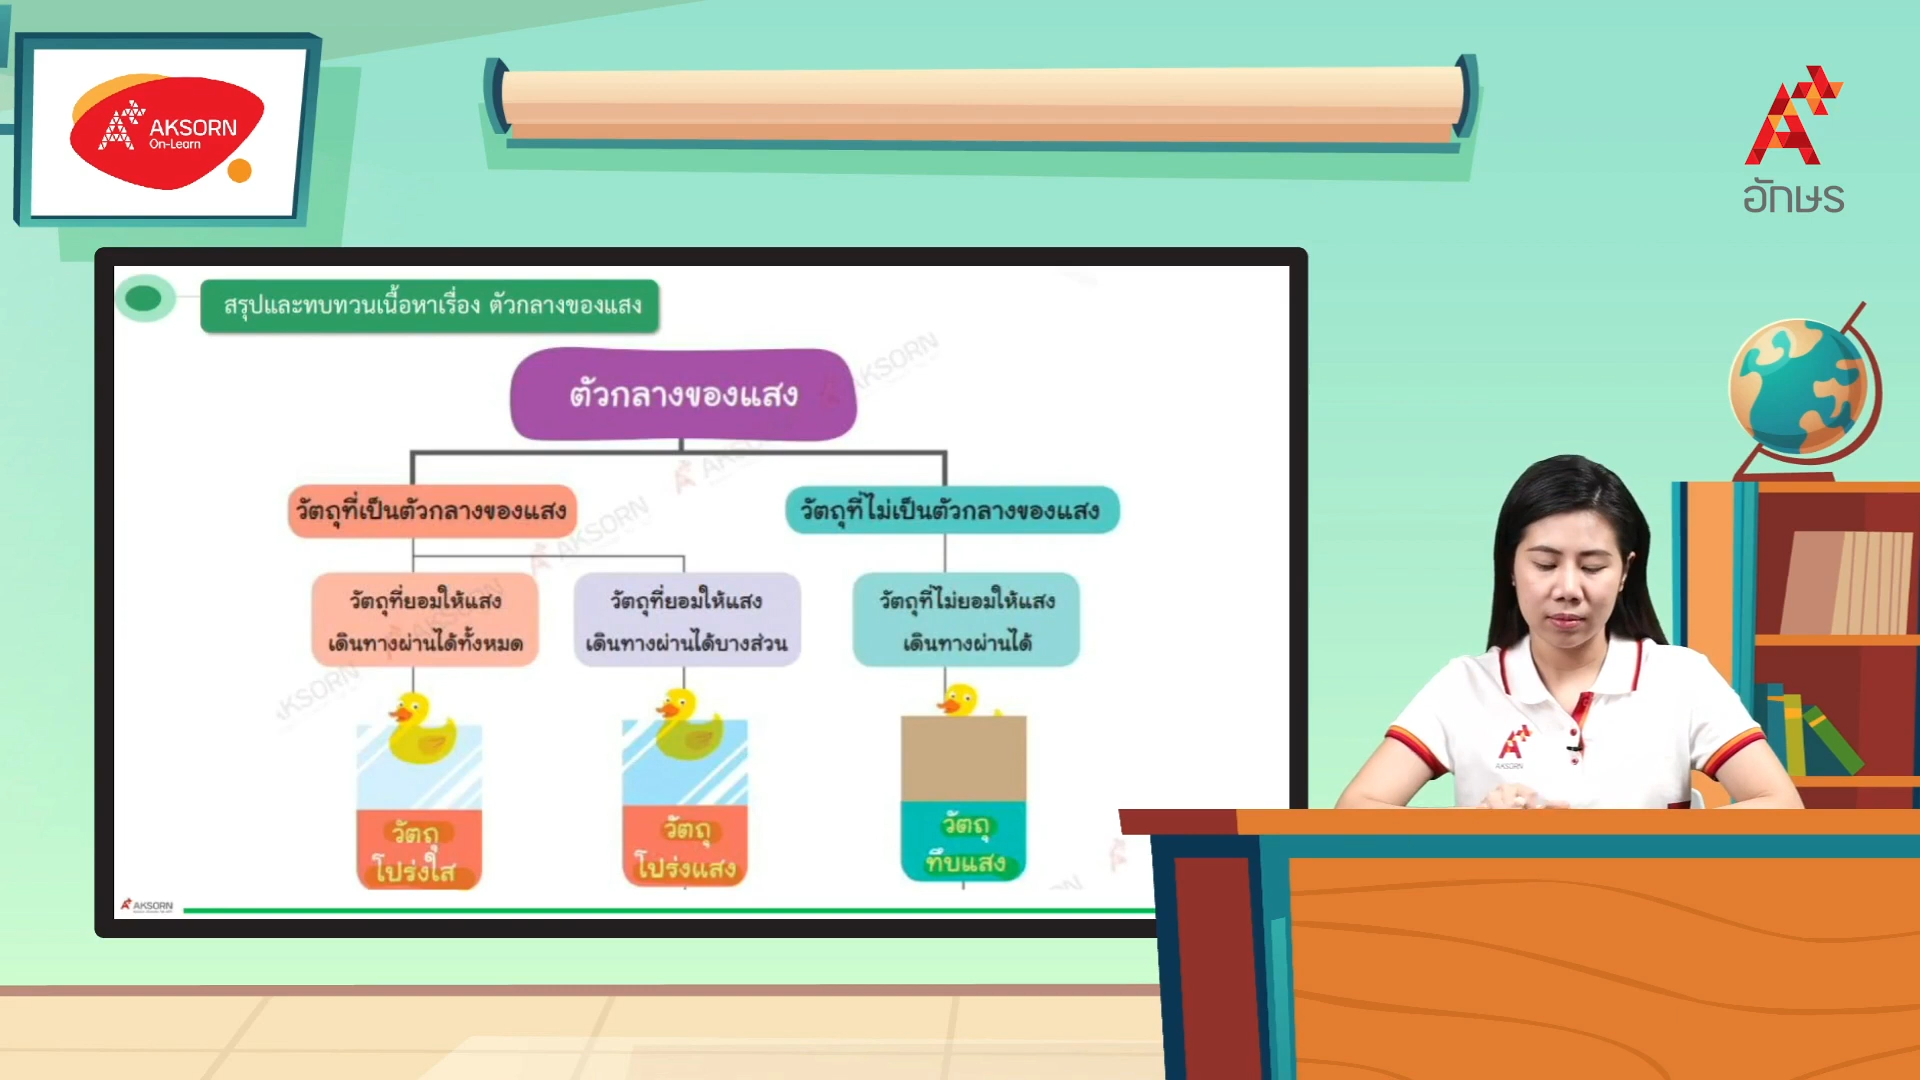 AKSORN
On-Learn
อักษร
สรุปและทบทวนเนื้อหาเรื่อง ตัวกลางของแสง
ตัวกลางของแสง
วัตถุที่เป็นตัวกลางของแสง
วัตถุที่ไม่เป็นตัวกลางของแสง
วัตถุที่ยอมให้แสง
เดินทางผ่านได้ทั้งหมด
วัตถุที่ยอมให้แสง
เดินทางผ่านได้บางส่วน
วัตถุที่ไม่ยอมให้แสง
เดินทางผ่านได้
วัตถุ
โปร่งใส
วัตถุ
โปร่งแสง
วัตถุ
ทึบแสง
AKSORN
AKSORN
AKSORN
AKSORN
AKSORN